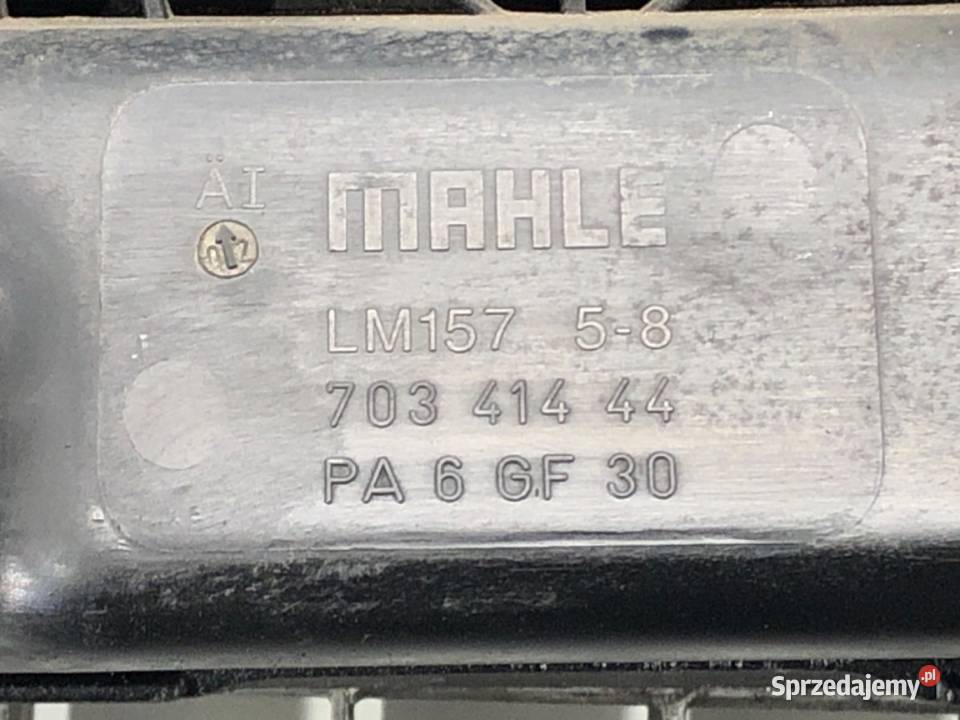 ÄI
MAHLE
LM157 5-8
703 414 44
PA 6 GF 30
Sprzedajemy.pl